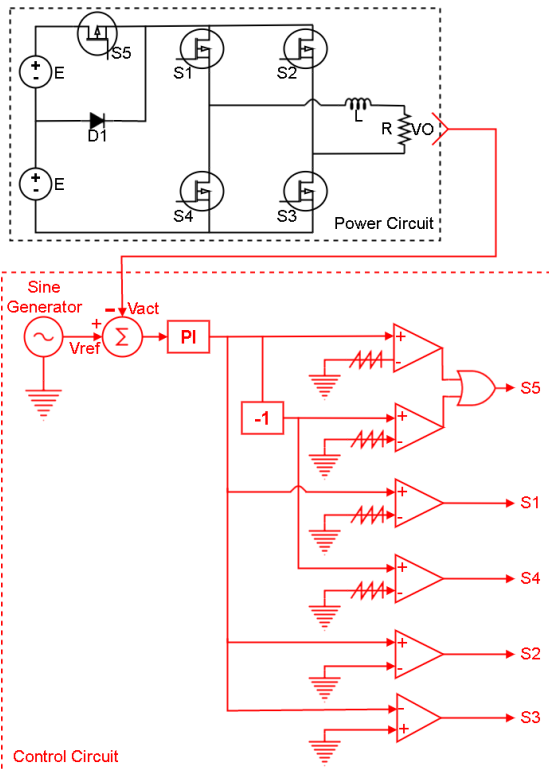 S5
S1
S2
E
D1
L
R
VO
E
S4
S3
Power Circuit
Sine
Generator
Vact
Vref
Σ
PI
-1
S5
S1
S4
S2
S3
Control Circuit